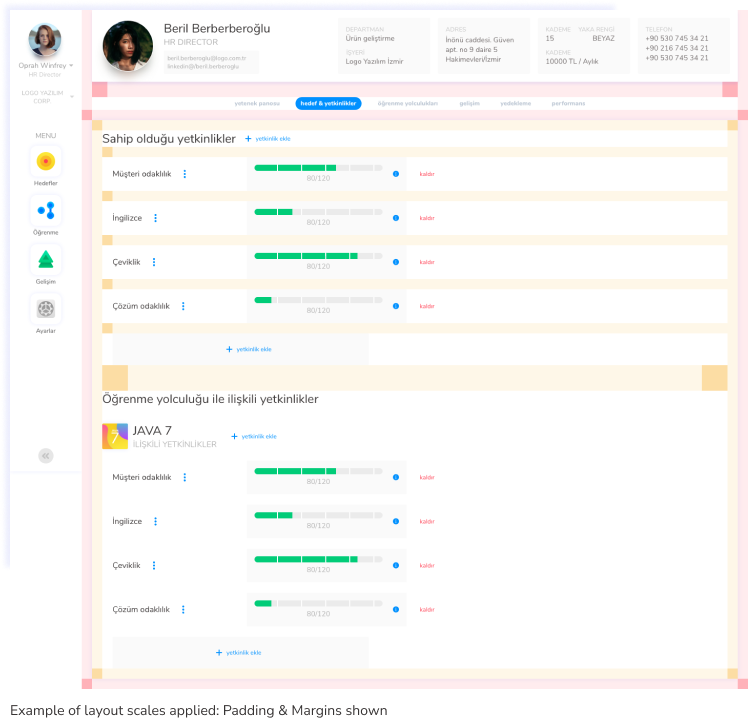 Oprah Winfrey
HR Director
LOGO YAZILIM
CORP.
MENU
Hedefler
Öğrenme
Gelişim
Ayarlar
Beril Berberberoğlu
HR DIRECTOR
beril.berberoglu@logo.com.tr
linkedin@/beril.berberoglu
DEPARTMAN
Ürün geliştirme
İŞYERİ
Logo Yazılım İzmir
ADRES
İnönü caddesi. Güven
apt. no 9 daire 5
Hakimevleri/İzmir
KADEME YAKA RENGİ
15 BEYAZ
KADEME
10000 TL / Aylık
TELEFON
+90 530 745 34 21
+90 216 745 34 21
+90 530 745 34 21
yetenek panosu hedef & yetkinlikler öğrenme yolculukları gelişim yedekleme performans
Sahip olduğu yetkinlikler + yetkinlik ekle
Müşteri odaklılık 80/120 kaldır
İngilizce 80/120 kaldır
Çeviklik 80/120 kaldır
Çözüm odaklılık 80/120 kaldır
+ yetkinlik ekle
Öğrenme yolculuğu ile ilişkili yetkinlikler
7 JAVA 7
İLİŞKİLİ YETKİNLİKLER + yetkinlik ekle
Müşteri odaklılık 80/120 kaldır
İngilizce 80/120 kaldır
Çeviklik 80/120 kaldır
Çözüm odaklılık 80/120 kaldır
+ yetkinlik ekle
Example of layout scales applied: Padding & Margins shown